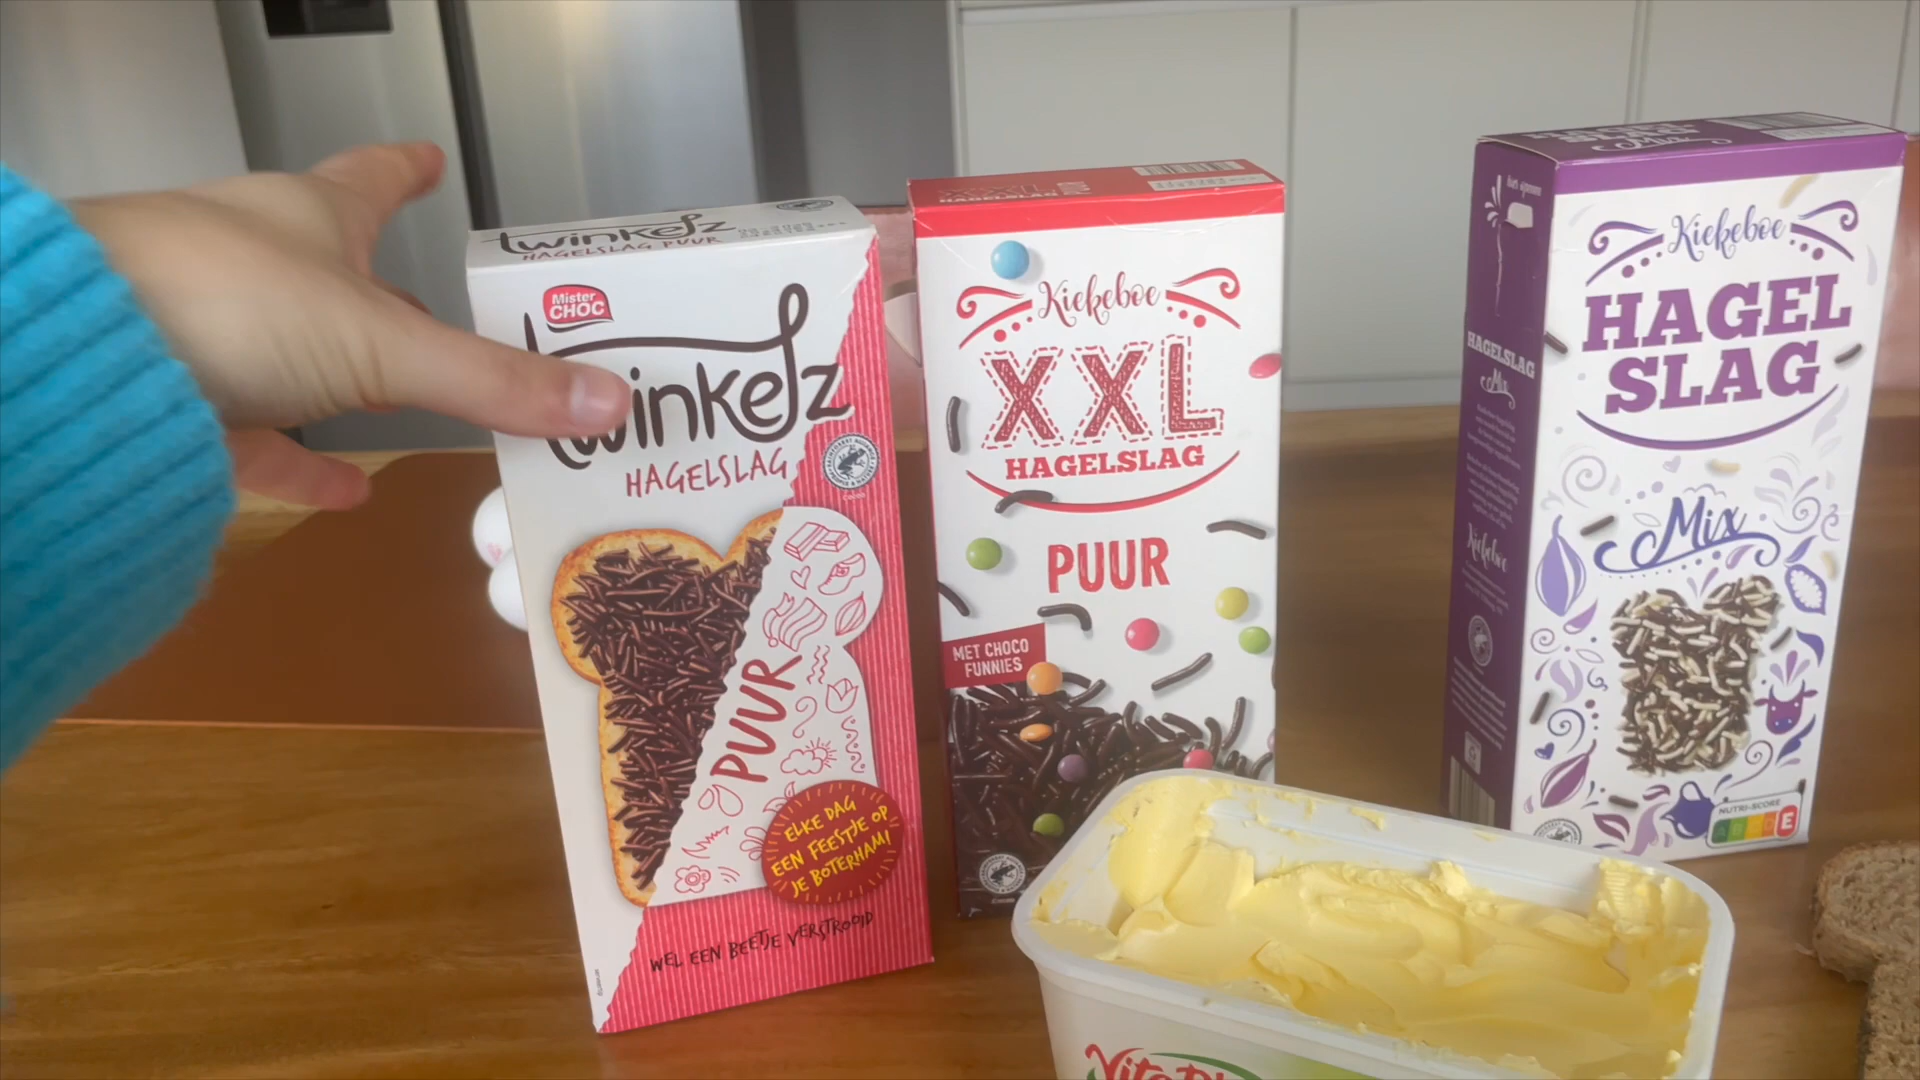 twinkelz
HAGELSLAG PUUR
Mister
CHOC
twinkelz
HAGELSLAG
PUUR
ELKE DAG
EEN FEESTJE OP
JE BOTERHAM!
WEL EEN BEETJE VERSTROOID
XXL
HAGELSLAG
Kiekeboe
XXL
HAGELSLAG
PUUR
MET CHOCO
FUNNIES
Mix
HAGELSLAG
Mix
Kiekeboe
Kiekeboe
HAGEL
SLAG
Mix
NUTRI-SCORE
E